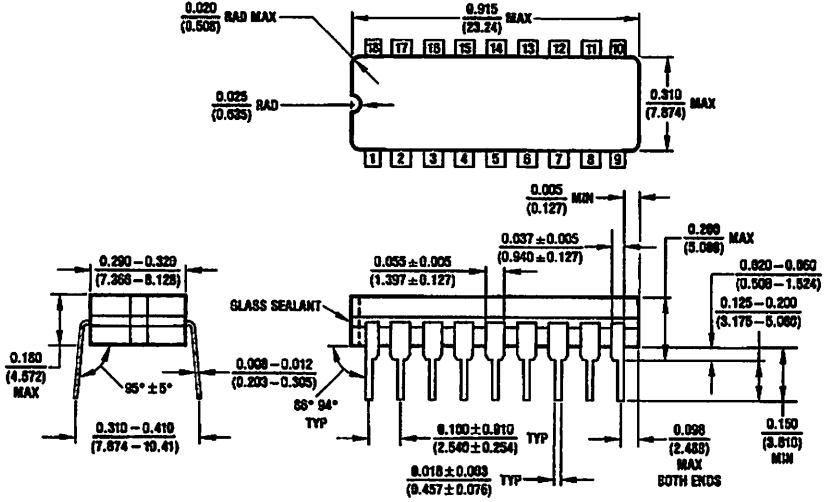 0.020
(0.508)
RAD MAX
0.915
(23.24)
MAX
18 17 16 15 14 13 12 11 10
0.025
(0.635)
RAD
0.310
(7.874)
MAX
1 2 3 4 5 6 7 8 9
0.005
(0.127)
MIN
0.200
(5.080)
MAX
0.037 ± 0.005
(0.940 ± 0.127)
0.055 ± 0.005
(1.397 ± 0.127)
0.290 – 0.320
(7.366 – 8.128)
0.020 – 0.060
(0.508 – 1.524)
0.125 – 0.200
(3.175 – 5.080)
GLASS SEALANT
0.180
(4.572)
MAX
95° ± 5°
0.008 – 0.012
(0.203 – 0.305)
86° 94°
TYP
0.310 – 0.410
(7.874 – 10.41)
0.100 ± 0.010
(2.540 ± 0.254)
TYP
0.018 ± 0.003
(0.457 ± 0.076)
TYP
0.098
(2.489)
MAX
BOTH ENDS
0.150
(3.810)
MIN